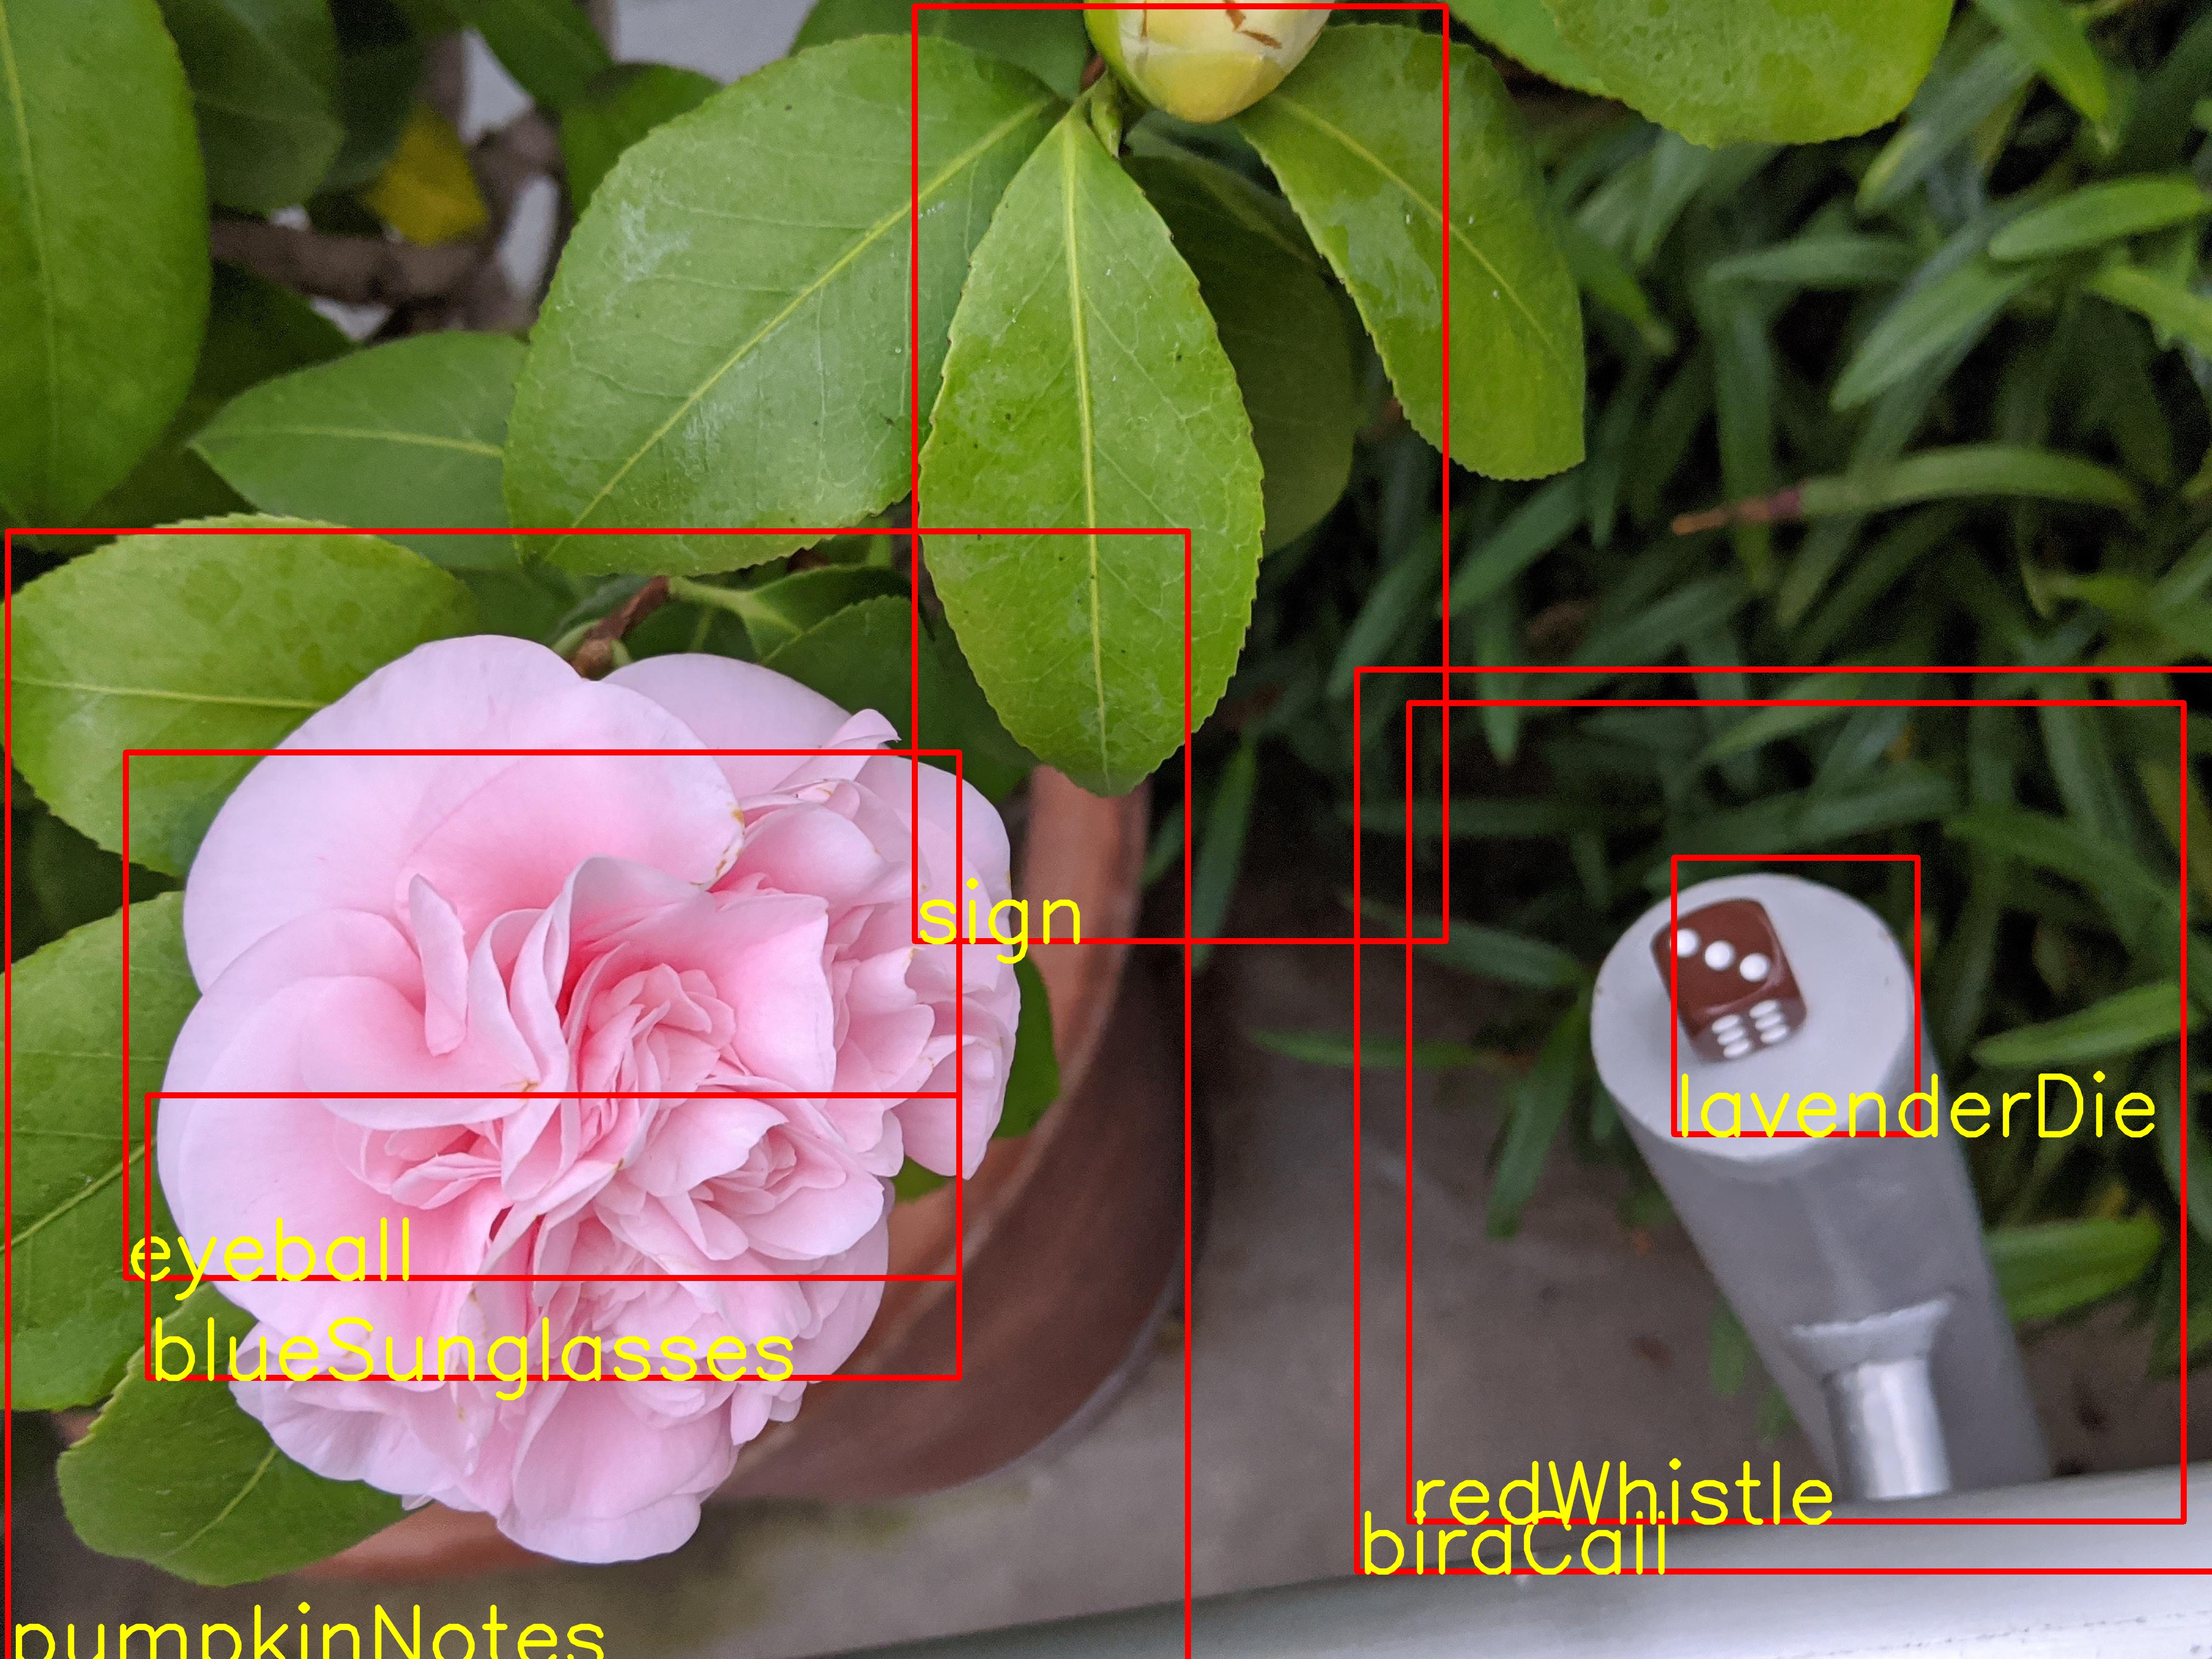 sign
lavenderDie
eyeball
blueSunglasses
redWhistle
birdCall
pumpkinNotes